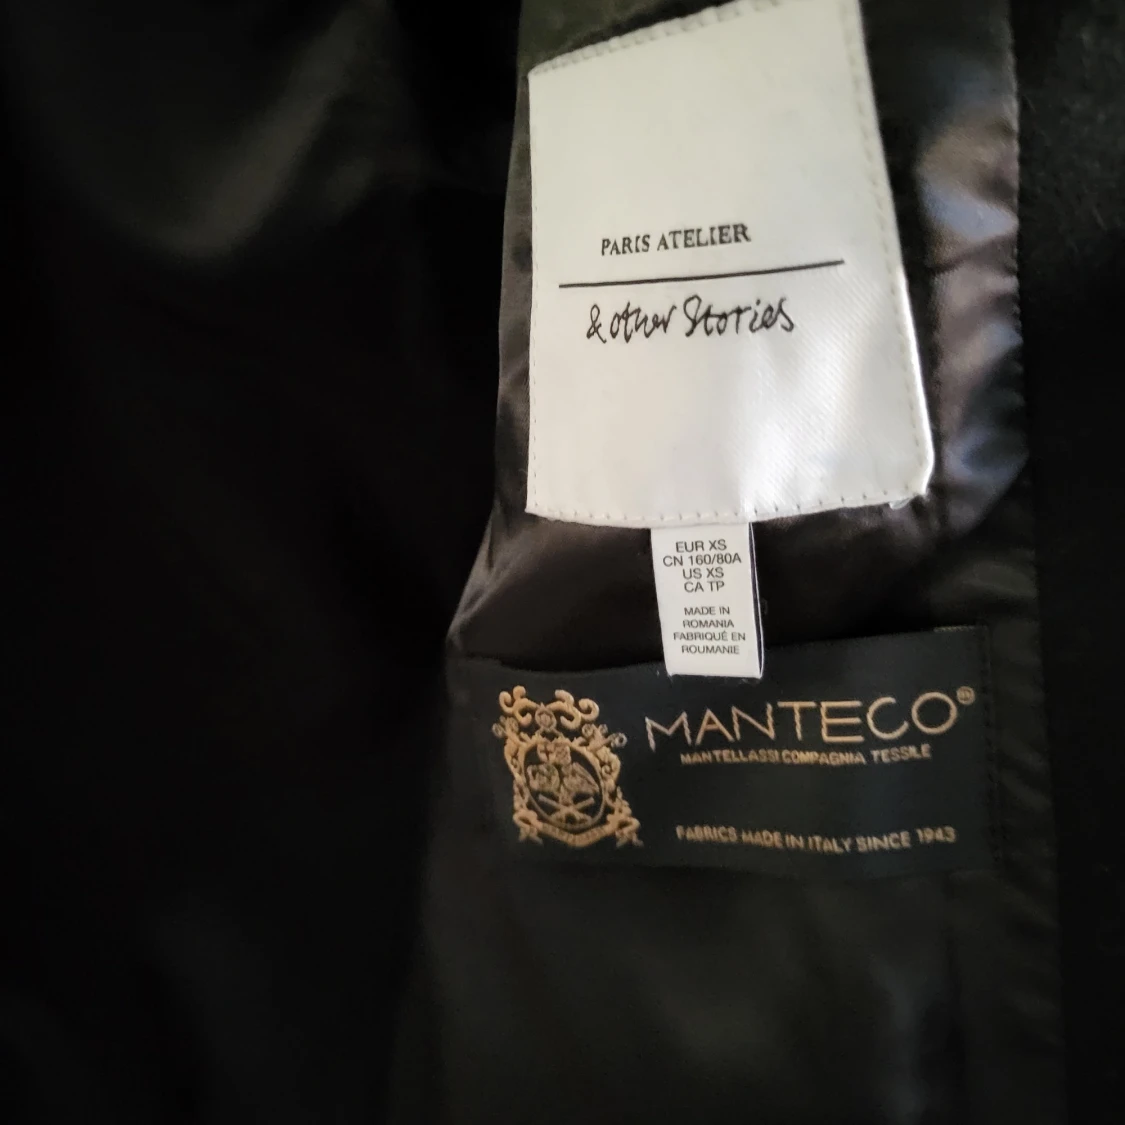 PARIS ATELIER
& other Stories
EUR XS
CN 160/80A
US XS
CA TP
MADE IN
ROMANIA
FABRIQUÉ EN
ROUMANIE
MANTECO®
MANTELLASSI COMPAGNIA TESSILE
FABRICS MADE IN ITALY SINCE 1943